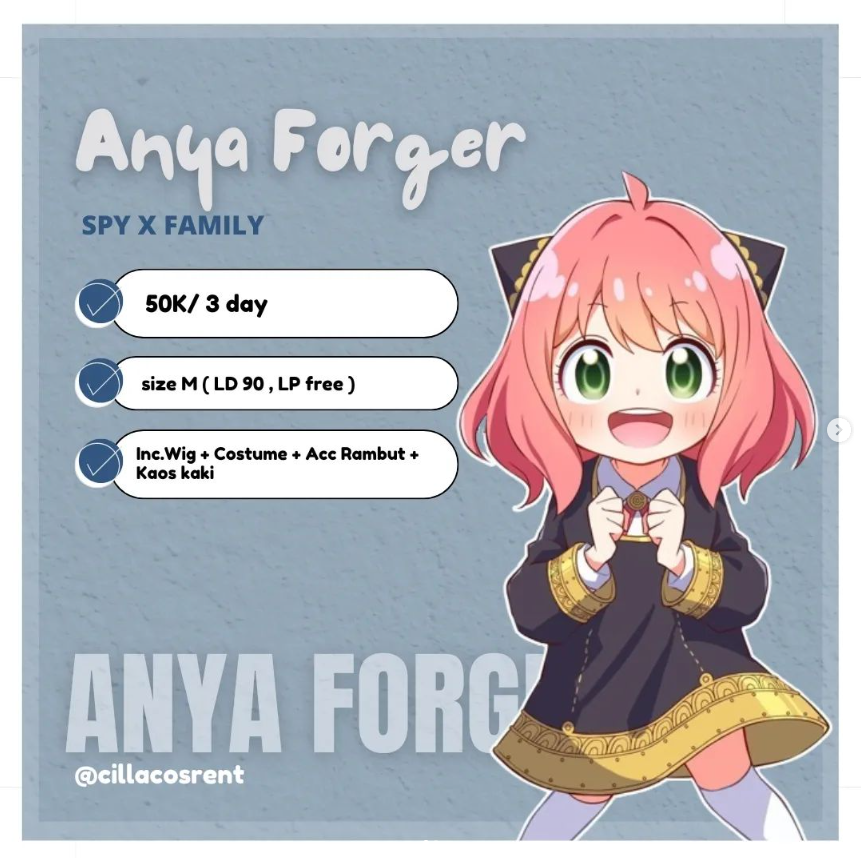 Anya Forger
SPY X FAMILY
50K/ 3 day
size M ( LD 90 , LP free )
Inc.Wig + Costume + Acc Rambut +
Kaos kaki
ANYA FORG
@cillacosrent